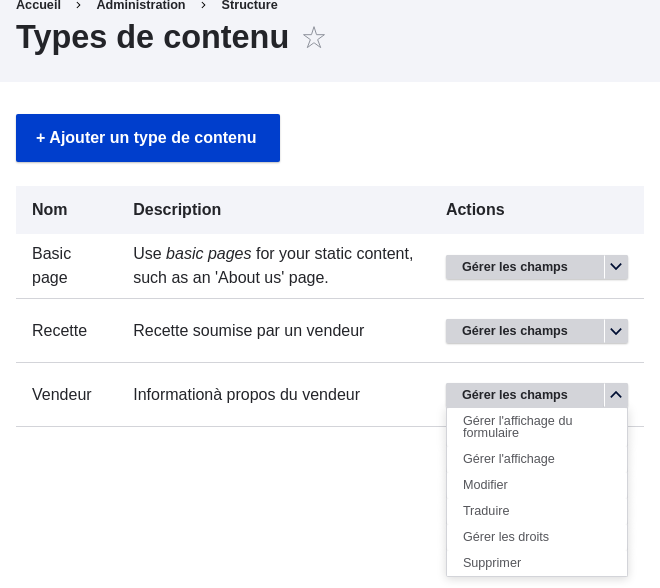 Accueil > Administration > Structure
Types de contenu ☆
+ Ajouter un type de contenu
Nom Description Actions
Basic page
Use basic pages for your static content,
such as an 'About us' page.
Gérer les champs
Recette Recette soumise par un vendeur Gérer les champs
Vendeur Informationà propos du vendeur Gérer les champs
Gérer l'affichage du
formulaire
Gérer l'affichage
Modifier
Traduire
Gérer les droits
Supprimer